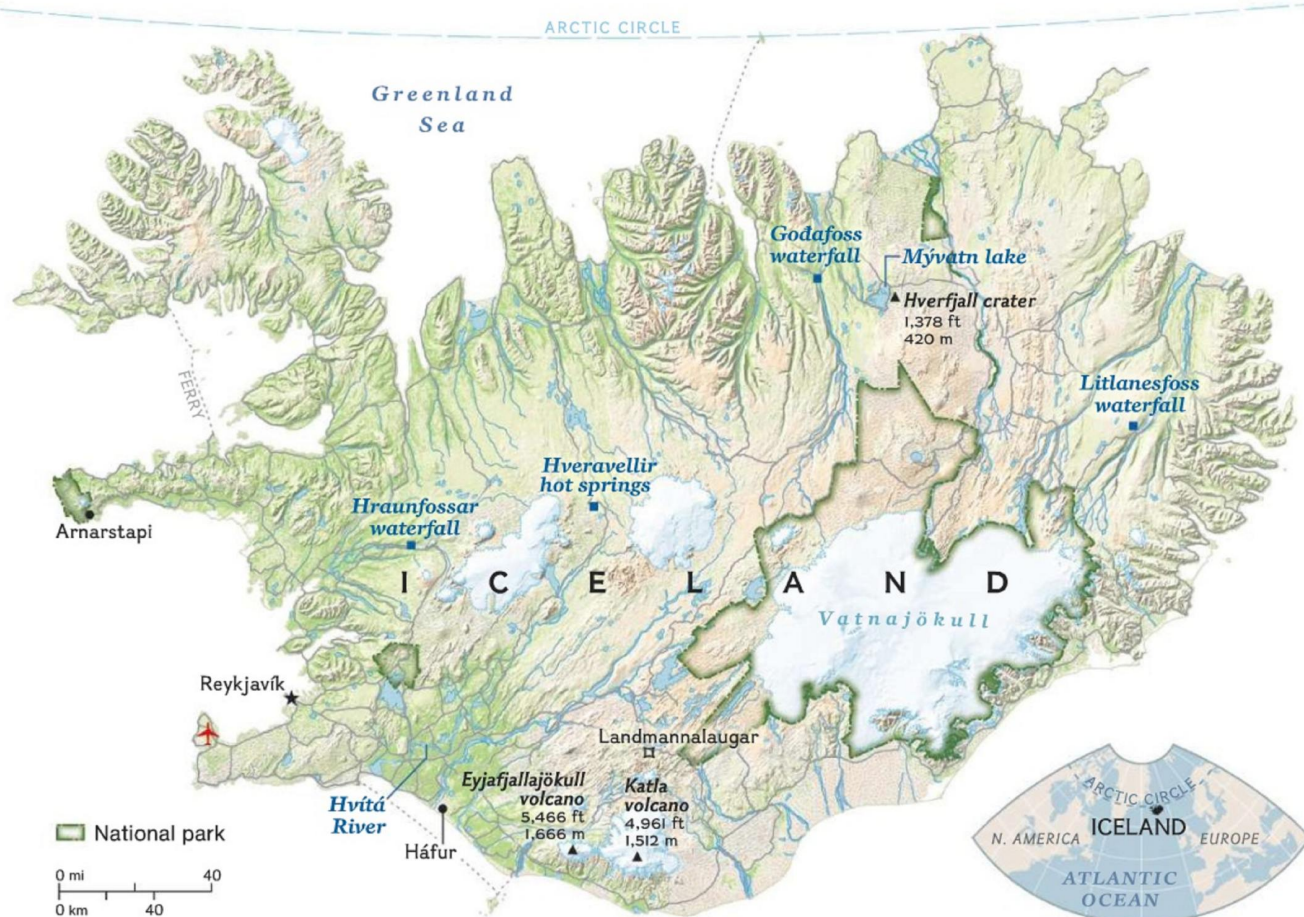 ARCTIC CIRCLE
Greenland
Sea
Gođafoss
waterfall
Mývatn lake
Hverfjall crater
1,378 ft
420 m
FERRY
Litlanesfoss
waterfall
Hveravellir
hot springs
Hraunfossar
waterfall
Arnarstapi
ICELAND
Vatnajökull
Reykjavík
Landmannalaugar
Eyjafjallajökull
volcano
5,466 ft
1,666 m
Katla
volcano
4,961 ft
1,512 m
Hvítá
River
Háfur
National park
0 mi 40
0 km 40
ARCTIC CIRCLE
N. AMERICA ICELAND EUROPE
ATLANTIC
OCEAN